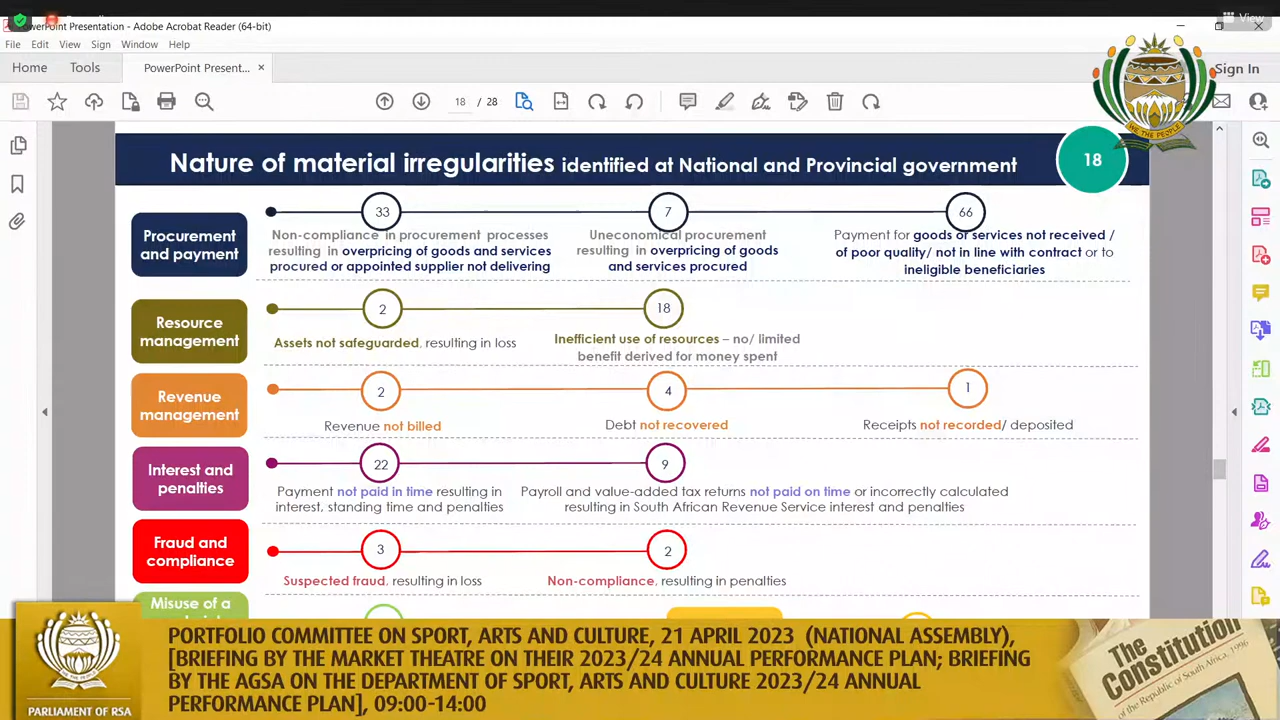 PowerPoint Presentation - Adobe Acrobat Reader (64-bit)
View
File Edit View Sign Window Help
Home Tools PowerPoint Present... × Sign In
18 / 28
WE THE PEOPLE
Nature of material irregularities identified at National and Provincial government
18
Procurement
and payment
33
Non-compliance in procurement processes
resulting in overpricing of goods and services
procured or appointed supplier not delivering
7
Uneconomical procurement
resulting in overpricing of goods
and services procured
66
Payment for goods or services not received /
of poor quality/ not in line with contract or to
ineligible beneficiaries
Resource
management
2
Assets not safeguarded, resulting in loss
18
Inefficient use of resources – no/ limited
benefit derived for money spent
Revenue
management
2
Revenue not billed
4
Debt not recovered
1
Receipts not recorded/ deposited
Interest and
penalties
22
Payment not paid in time resulting in
interest, standing time and penalties
9
Payroll and value-added tax returns not paid on time or incorrectly calculated
resulting in South African Revenue Service interest and penalties
Fraud and
compliance
3
Suspected fraud, resulting in loss
2
Non-compliance, resulting in penalties
Misuse of a
PORTFOLIO COMMITTEE ON SPORT, ARTS AND CULTURE, 21 APRIL 2023 (NATIONAL ASSEMBLY),
[BRIEFING BY THE MARKET THEATRE ON THEIR 2023/24 ANNUAL PERFORMANCE PLAN; BRIEFING
BY THE AGSA ON THE DEPARTMENT OF SPORT, ARTS AND CULTURE 2023/24 ANNUAL
PERFORMANCE PLAN], 09:00-14:00
PARLIAMENT OF RSA
The
Constitution
of the Republic of South Africa, 1996